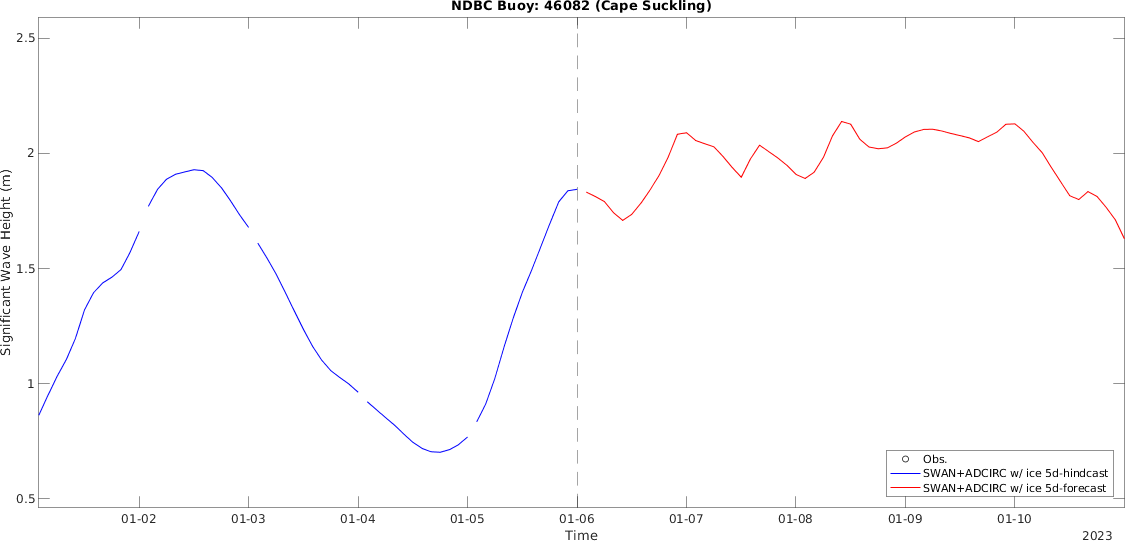 NDBC Buoy: 46082 (Cape Suckling)
2.5
2
1.5
1
0.5
Significant Wave Height (m)
01-02 01-03 01-04 01-05 01-06 01-07 01-08 01-09 01-10
Time
2023
Obs.
SWAN+ADCIRC w/ ice 5d-hindcast
SWAN+ADCIRC w/ ice 5d-forecast